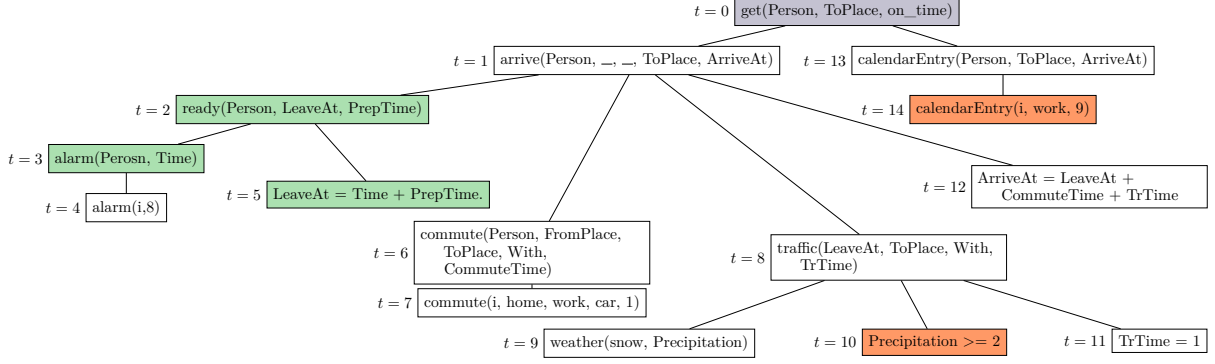 t = 0 get(Person, ToPlace, on_time)
t = 1 arrive(Person, _, _, ToPlace, ArriveAt)
t = 13 calendarEntry(Person, ToPlace, ArriveAt)
t = 2 ready(Person, LeaveAt, PrepTime)
t = 14 calendarEntry(i, work, 9)
t = 3 alarm(Perosn, Time)
t = 4 alarm(i,8)
t = 5 LeaveAt = Time + PrepTime.
t = 12 ArriveAt = LeaveAt +
CommuteTime + TrTime
t = 6 commute(Person, FromPlace,
ToPlace, With,
CommuteTime)
t = 8 traffic(LeaveAt, ToPlace, With,
TrTime)
t = 7 commute(i, home, work, car, 1)
t = 9 weather(snow, Precipitation)
t = 10 Precipitation >= 2
t = 11 TrTime = 1